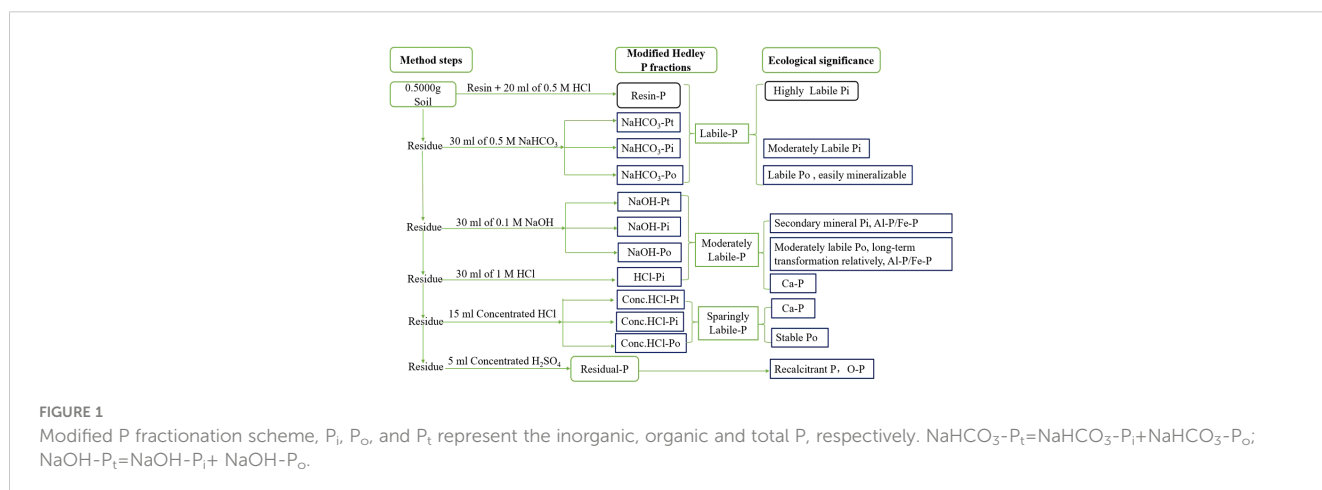 Method steps
Modified Hedley
P fractions
Ecological significance
0.5000g
Soil
Resin + 20 ml of 0.5 M HCl
Resin-P
Highly Labile Pi
Residue
30 ml of 0.5 M NaHCO₃
NaHCO₃-Pt
NaHCO₃-Pi
NaHCO₃-Po
Labile-P
Moderately Labile Pi
Labile Po , easily mineralizable
Residue
30 ml of 0.1 M NaOH
NaOH-Pt
NaOH-Pi
NaOH-Po
Moderately
Labile-P
Secondary mineral Pi, Al-P/Fe-P
Moderately labile Po, long-term
transformation relatively, Al-P/Fe-P
Residue
30 ml of 1 M HCl
HCl-Pi
Ca-P
Residue
15 ml Concentrated HCl
Conc.HCl-Pt
Conc.HCl-Pi
Conc.HCl-Po
Sparingly
Labile-P
Ca-P
Stable Po
Residue
5 ml Concentrated H₂SO₄
Residual-P
Recalcitrant P，O-P
FIGURE 1
Modified P fractionation scheme, Pᵢ, Pₒ, and Pₜ represent the inorganic, organic and total P, respectively. NaHCO₃-Pₜ=NaHCO₃-Pᵢ+NaHCO₃-Pₒ;
NaOH-Pₜ=NaOH-Pᵢ+ NaOH-Pₒ.